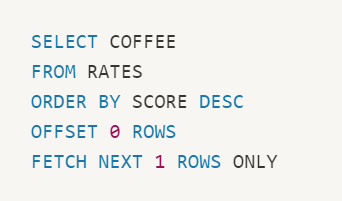 SELECT COFFEE
FROM RATES
ORDER BY SCORE DESC
OFFSET 0 ROWS
FETCH NEXT 1 ROWS ONLY